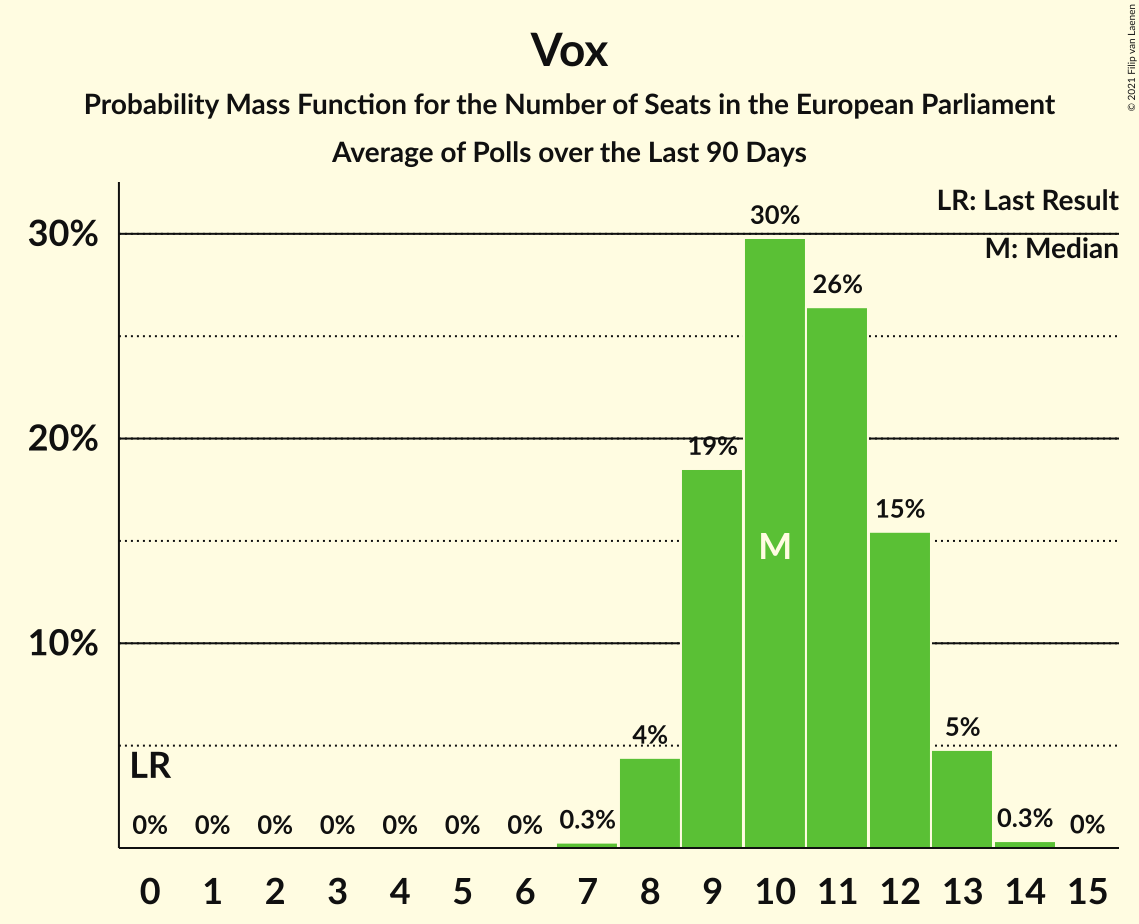 Vox
Probability Mass Function for the Number of Seats in the European Parliament
Average of Polls over the Last 90 Days
© 2021 Filip van Laenen
LR: Last Result
M: Median
30%
20%
10%
30%
26%
19%
15%
M
5%
4%
LR
0% 0% 0% 0% 0% 0% 0% 0.3% 0.3% 0%
0 1 2 3 4 5 6 7 8 9 10 11 12 13 14 15